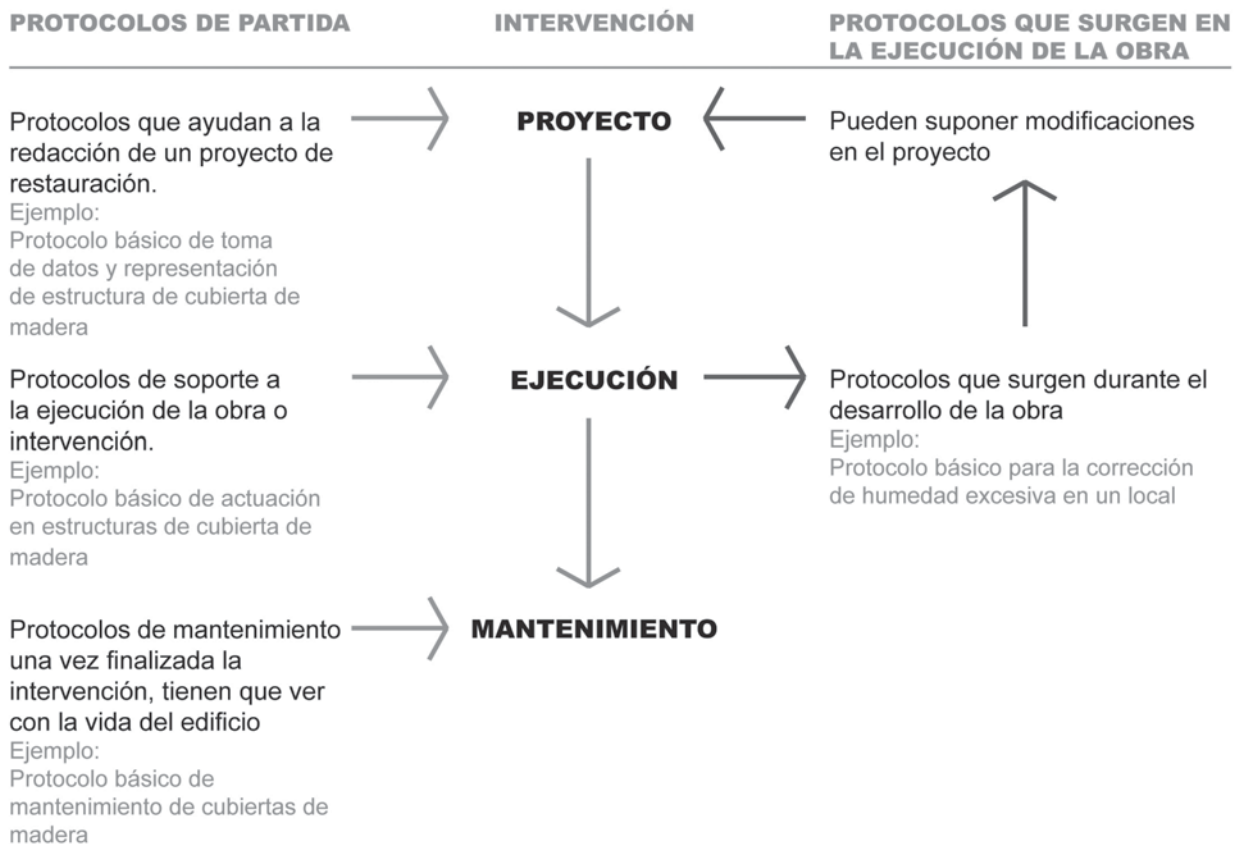 PROTOCOLOS DE PARTIDA
INTERVENCIÓN
PROTOCOLOS QUE SURGEN EN
LA EJECUCIÓN DE LA OBRA
Protocolos que ayudan a la
redacción de un proyecto de
restauración.
Ejemplo:
Protocolo básico de toma
de datos y representación
de estructura de cubierta de
madera
PROYECTO
Pueden suponer modificaciones
en el proyecto
Protocolos de soporte a
la ejecución de la obra o
intervención.
Ejemplo:
Protocolo básico de actuación
en estructuras de cubierta de
madera
EJECUCIÓN
Protocolos que surgen durante el
desarrollo de la obra
Ejemplo:
Protocolo básico para la corrección
de humedad excesiva en un local
Protocolos de mantenimiento
una vez finalizada la
intervención, tienen que ver
con la vida del edificio
Ejemplo:
Protocolo básico de
mantenimiento de cubiertas de
madera
MANTENIMIENTO